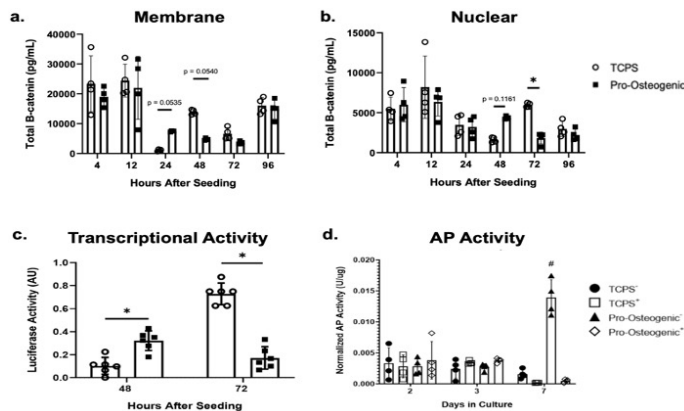 a.
Membrane
Total B-catenin (pg/mL)
40000
30000
20000
10000
0
p = 0.0535
p = 0.0540
4 12 24 48 72 96
Hours After Seeding
b.
Nuclear
Total B-catenin (pg/mL)
15000
10000
5000
0
p = 0.1161
*
4 12 24 48 72 96
Hours After Seeding
TCPS
Pro-Osteogenic
c.
Transcriptional Activity
Luciferase Activity (AU)
1.0
0.8
0.6
0.4
0.2
0.0
*
*
48 72
Hours After Seeding
d.
AP Activity
Normalized AP Activity (U/ug)
0.020
0.015
0.010
0.005
0.000
#
2 3 7
Days in Culture
TCPS⁻
TCPS⁺
Pro-Osteogenic⁻
Pro-Osteogenic⁺